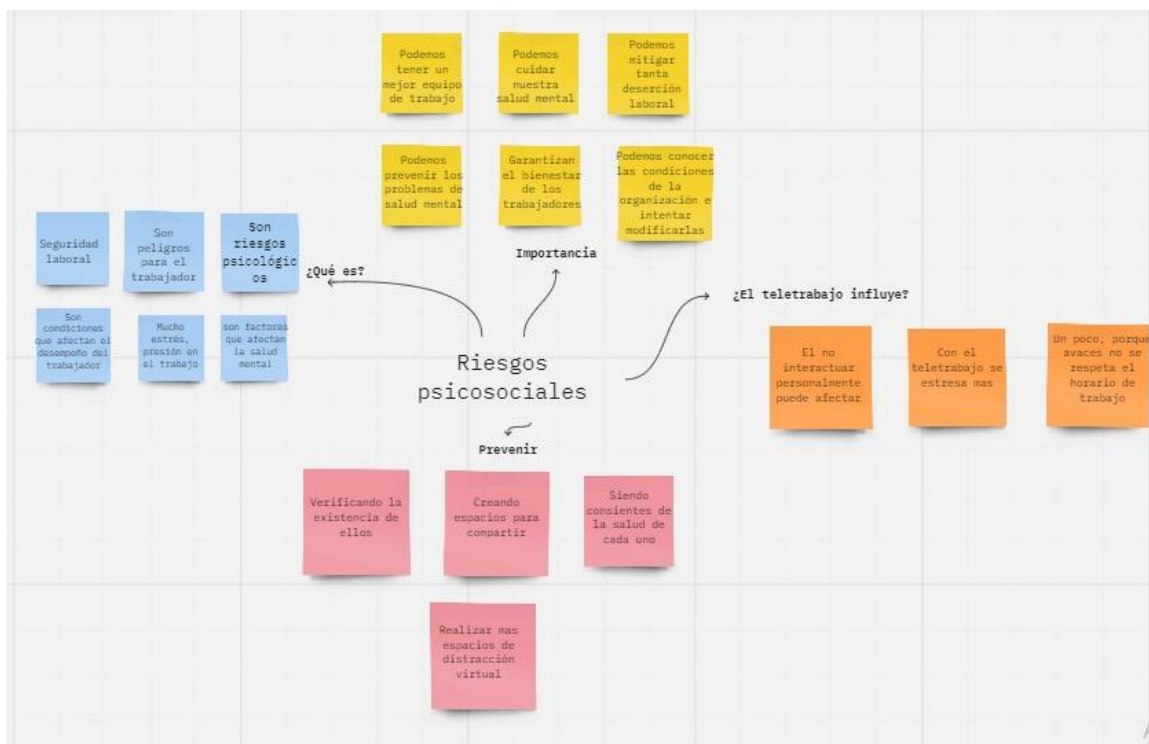 Podemos
tener un
mejor equipo
de trabajo
Podemos
cuidar
nuestra
salud mental
Podemos
mitigar
tanta
deserción
laboral
Podemos
prevenir los
problemas de
salud mental
Garantizan
el bienestar
de los
trabajadores
Podemos conocer
las condiciones
de la
organización e
intentar
modificarlas
Importancia
Seguridad
laboral
Son
peligros
para el
trabajador
Son
riesgos
psicológic
os
¿Qué es?
Son
condiciones
que afectan el
desempeño del
trabajador
Mucho
estrés,
presión en
el trabajo
son factores
que afectan
la salud
mental
Riesgos
psicosociales
¿El teletrabajo influye?
El no
interactuar
personalmente
puede afectar
Con el
teletrabajo se
estresa mas
Un poco, porque
avaces no se
respeta el
horario de
trabajo
Prevenir
Verificando la
existencia de
ellos
Creando
espacios para
compartir
Siendo
consientes de
la salud de
cada uno
Realizar mas
espacios de
distracción
virtual